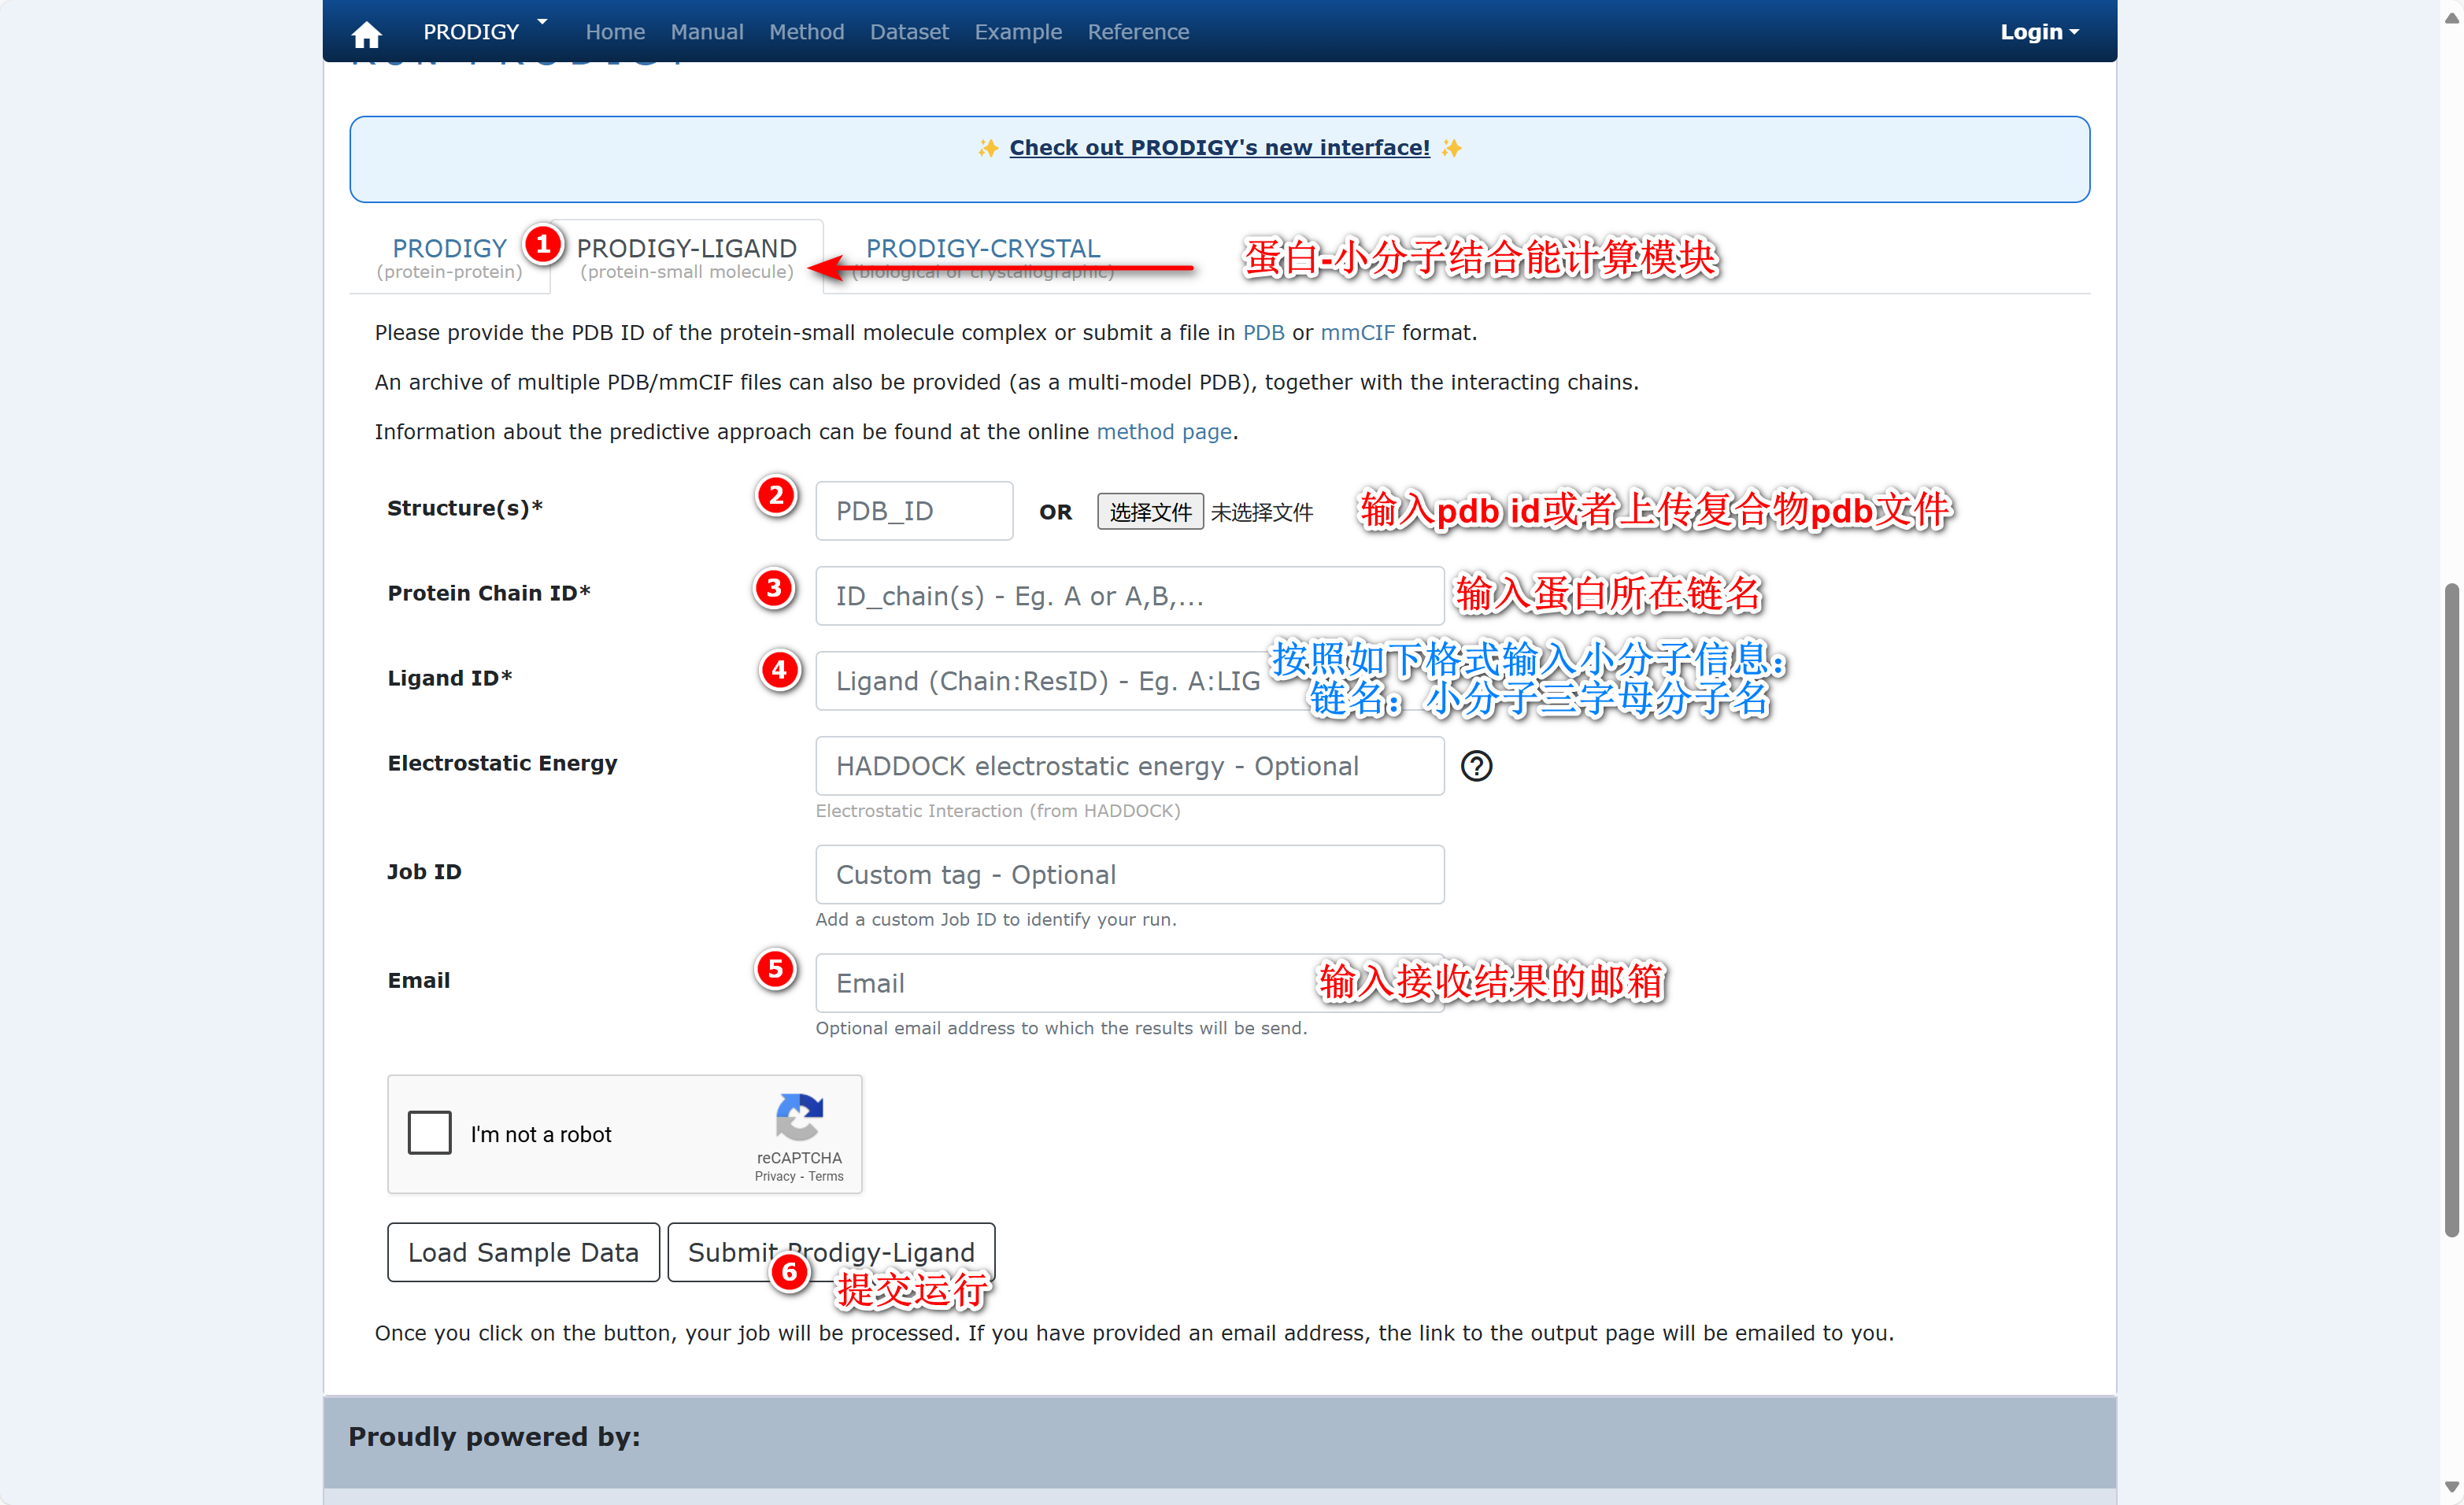 PRODIGY Home Manual Method Dataset Example Reference Login
RUN PRODIGY
✨ Check out PRODIGY's new interface! ✨
PRODIGY 1 PRODIGY-LIGAND PRODIGY-CRYSTAL 蛋白-小分子结合能计算模块
(protein-protein) (protein-small molecule) (biological or crystallographic)
Please provide the PDB ID of the protein-small molecule complex or submit a file in PDB or mmCIF format.
An archive of multiple PDB/mmCIF files can also be provided (as a multi-model PDB), together with the interacting chains.
Information about the predictive approach can be found at the online method page.
Structure(s)* 2 PDB_ID OR 选择文件 未选择文件 输入pdb id或者上传复合物pdb文件
Protein Chain ID* 3 ID_chain(s) - Eg. A or A,B,... 输入蛋白所在链名
Ligand ID* 4 Ligand (Chain:ResID) - Eg. A:LIG 按照如下格式输入小分子信息：
链名：小分子三字母分子名
Electrostatic Energy HADDOCK electrostatic energy - Optional ?
Electrostatic Interaction (from HADDOCK)
Job ID Custom tag - Optional
Add a custom Job ID to identify your run.
Email 5 Email 输入接收结果的邮箱
Optional email address to which the results will be send.
I'm not a robot
reCAPTCHA
Privacy - Terms
Load Sample Data Submit Prodigy-Ligand
6 提交运行
Once you click on the button, your job will be processed. If you have provided an email address, the link to the output page will be emailed to you.
Proudly powered by: